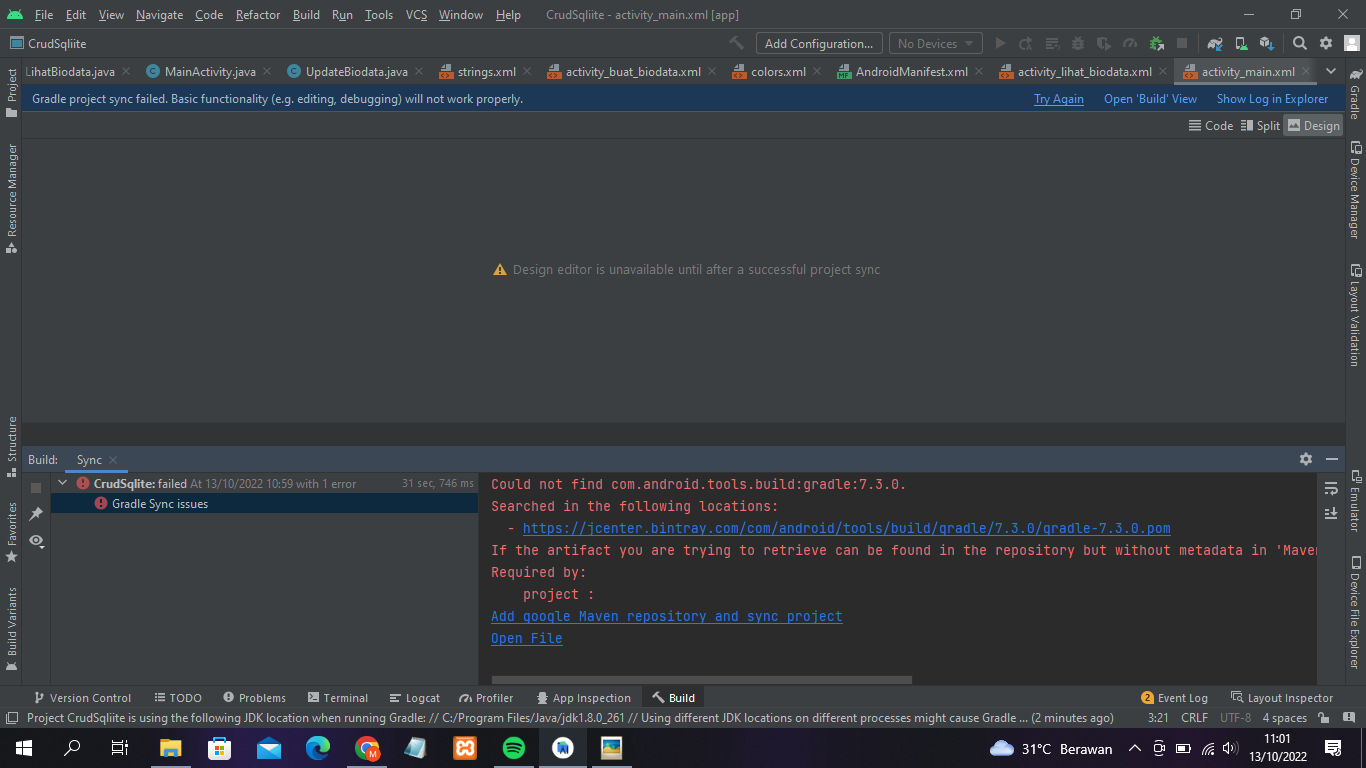 File Edit View Navigate Code Refactor Build Run Tools VCS Window Help CrudSqliite - activity_main.xml [app]
CrudSqliite Add Configuration... No Devices
LihatBiodata.java MainActivity.java UpdateBiodata.java strings.xml activity_buat_biodata.xml colors.xml AndroidManifest.xml activity_lihat_biodata.xml activity_main.xml
Gradle project sync failed. Basic functionality (e.g. editing, debugging) will not work properly. Try Again Open 'Build' View Show Log in Explorer
Code Split Design
Project
Resource Manager
Structure
Favorites
Build Variants
Design editor is unavailable until after a successful project sync
Gradle
Device Manager
Layout Validation
Emulator
Device File Explorer
Build: Sync
CrudSqlite: failed At 13/10/2022 10:59 with 1 error 31 sec, 746 ms
Gradle Sync issues
Could not find com.android.tools.build:gradle:7.3.0.
Searched in the following locations:
- https://jcenter.bintray.com/com/android/tools/build/gradle/7.3.0/gradle-7.3.0.pom
If the artifact you are trying to retrieve can be found in the repository but without metadata in 'Maven
Required by:
project :
Add google Maven repository and sync project
Open File
Version Control TODO Problems Terminal Logcat Profiler App Inspection Build 2 Event Log Layout Inspector
Project CrudSqliite is using the following JDK location when running Gradle: // C:/Program Files/Java/jdk1.8.0_261 // Using different JDK locations on different processes might cause Gradle ... (2 minutes ago) 3:21 CRLF UTF-8 4 spaces
31°C Berawan 11:01
13/10/2022